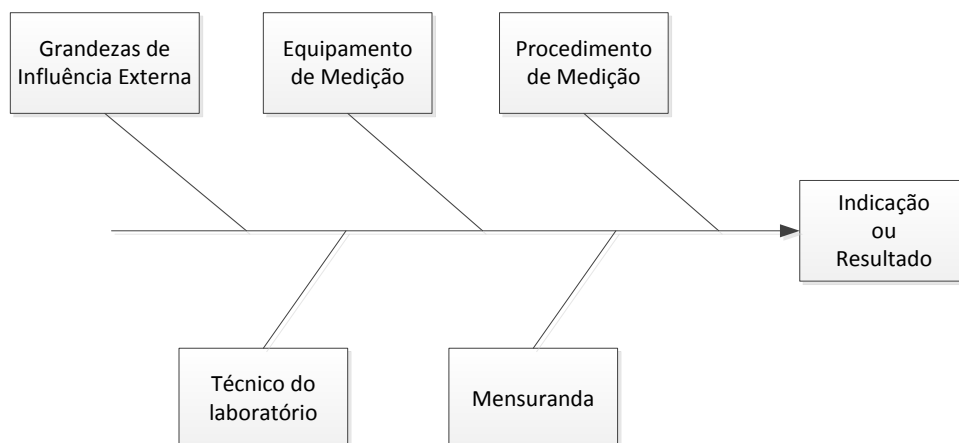 Grandezas de
Influência Externa
Equipamento
de Medição
Procedimento
de Medição
Indicação
ou
Resultado
Técnico do
laboratório
Mensuranda